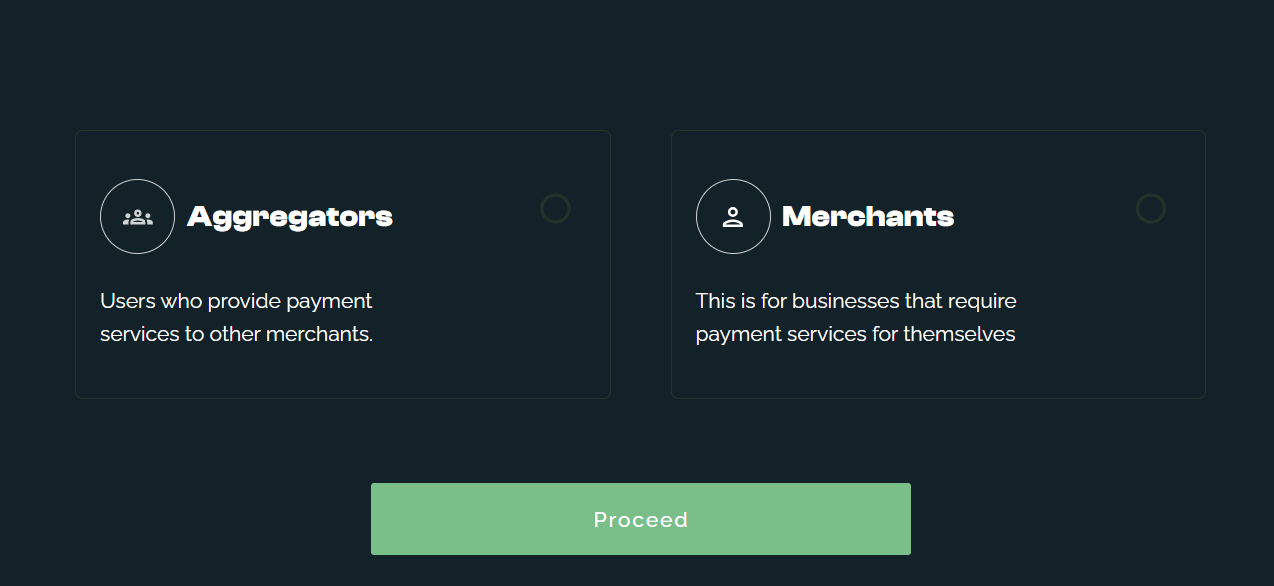 Aggregators
Users who provide payment
services to other merchants.
Merchants
This is for businesses that require
payment services for themselves
Proceed